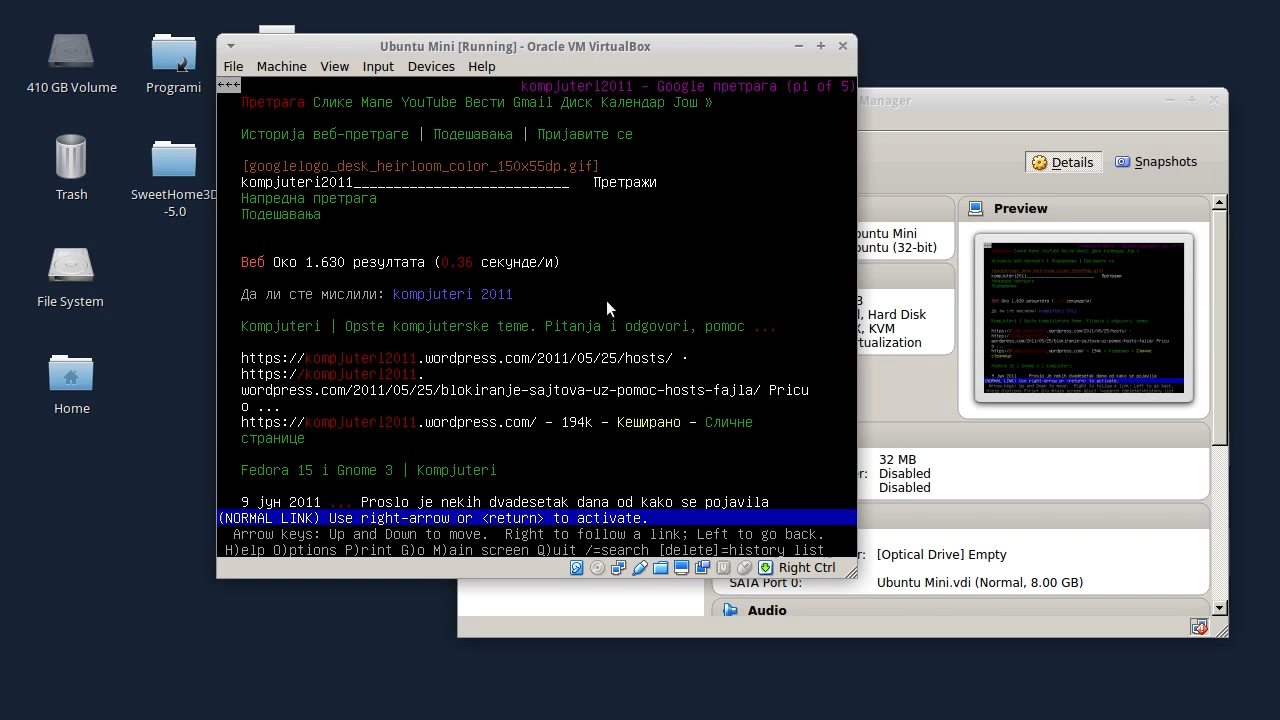 410 GB Volume
Programi
Trash
SweetHome3D
-5.0
File System
Home
Ubuntu Mini [Running] - Oracle VM VirtualBox
File Machine View Input Devices Help
kompjuteri2011 - Google претрага (p1 of 5)
Претрага Слике Мапе YouTube Вести Gmail Диск Календар Још »
Историја веб-претраге | Подешавања | Пријавите се
[googlelogo_desk_heirloom_color_150x55dp.gif]
kompjuteri2011___________________________ Претражи
Напредна претрага
Подешавања
Веб Око 1.630 резултата (0.36 секунде/и)
Да ли сте мислили: kompjuteri 2011
Kompjuteri | Opste kompjuterske teme. Pitanja i odgovori, pomoc ...
https://kompjuteri2011.wordpress.com/2011/05/25/hosts/ ·
https://kompjuteri2011.
wordpress.com/2011/05/25/blokiranje-sajtova-uz-pomoc-hosts-fajla/ Pricu
o ...
https://kompjuteri2011.wordpress.com/ - 194k - Кеширано - Сличне
странице
Fedora 15 i Gnome 3 | Kompjuteri
9 јун 2011 ... Proslo je nekih dvadesetak dana od kako se pojavila
(NORMAL LINK) Use right-arrow or <return> to activate.
Arrow keys: Up and Down to move. Right to follow a link; Left to go back.
H)elp O)ptions P)rint G)o M)ain screen Q)uit /=search [delete]=history list
Right Ctrl
Manager
Details
Snapshots
Preview
buntu Mini
buntu (32-bit)
l, Hard Disk
X, KVM
rtualization
32 MB
r: Disabled
Disabled
r: [Optical Drive] Empty
SATA Port 0: Ubuntu Mini.vdi (Normal, 8.00 GB)
Audio